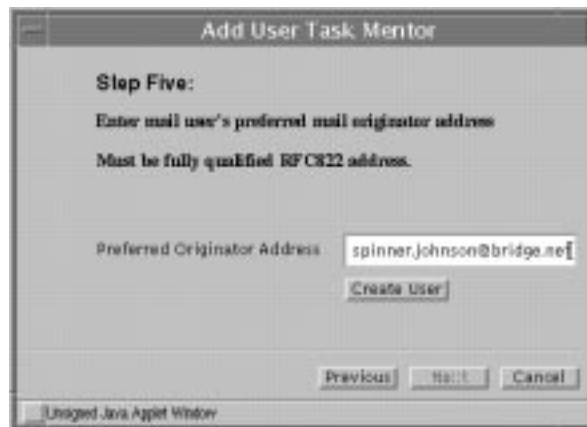 Add User Task Mentor
Step Five:
Enter mail user's preferred mail originator address
Must be fully qualified RFC822 address.
Preferred Originator Address spinner.johnson@bridge.net
Create User
Previous Next Cancel
Unsigned Java Applet Window